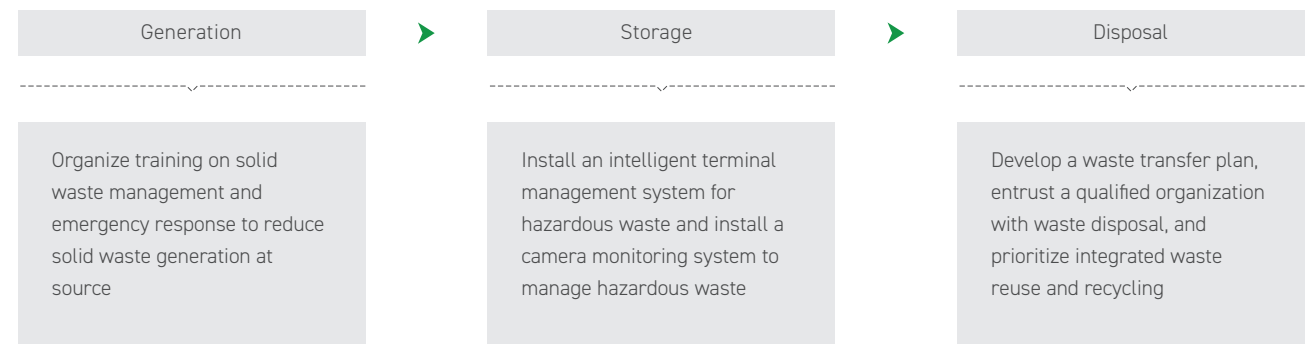 Generation
Storage
Disposal
Organize training on solid
waste management and
emergency response to reduce
solid waste generation at
source
Install an intelligent terminal
management system for
hazardous waste and install a
camera monitoring system to
manage hazardous waste
Develop a waste transfer plan,
entrust a qualified organization
with waste disposal, and
prioritize integrated waste
reuse and recycling